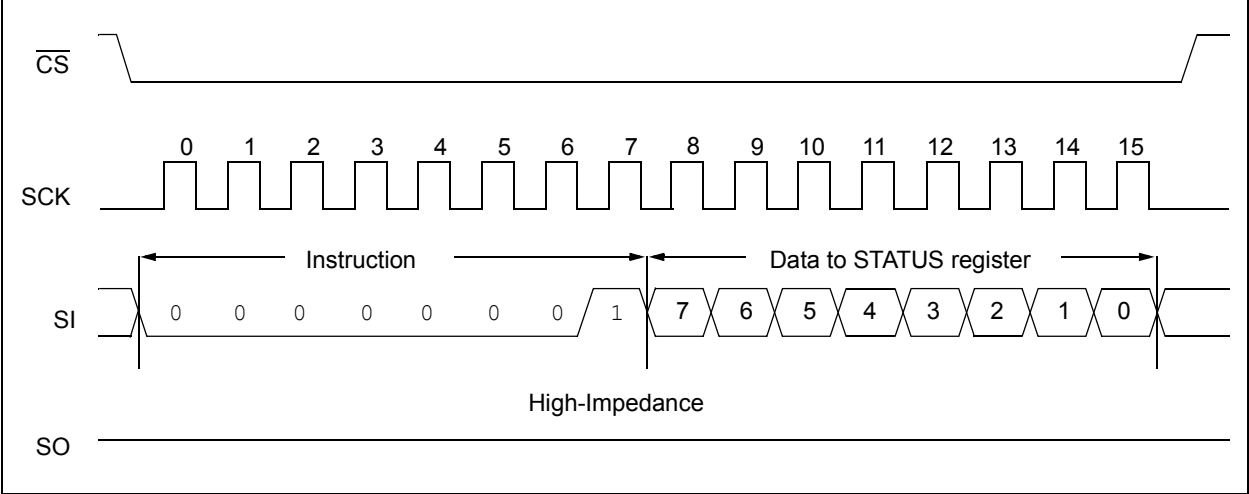 CS
0 1 2 3 4 5 6 7 8 9 10 11 12 13 14 15
SCK
Instruction Data to STATUS register
SI 0 0 0 0 0 0 0 1 7 6 5 4 3 2 1 0
High-Impedance
SO